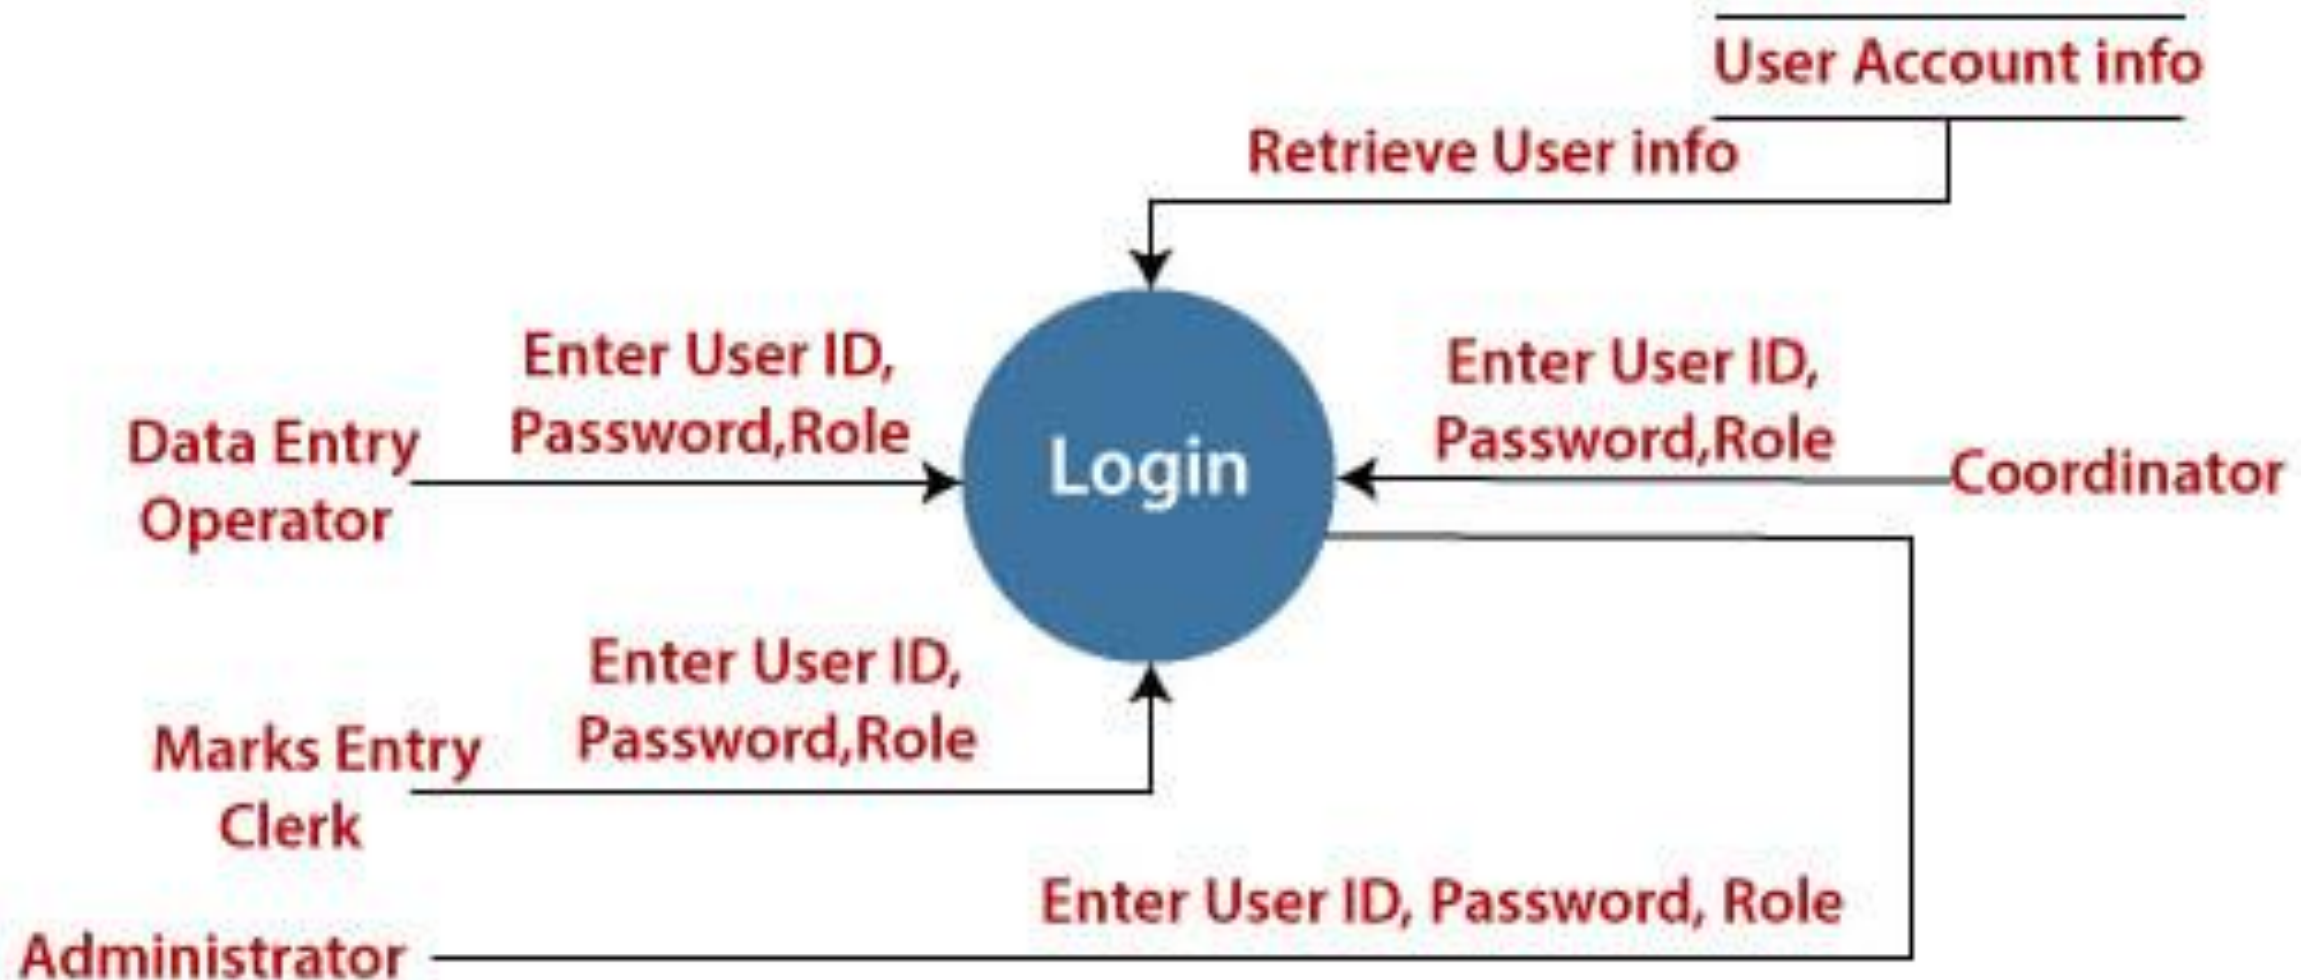 User Account info
Retrieve User info
Enter User ID,
Password,Role
Data Entry
Operator
Login
Enter User ID,
Password,Role
Coordinator
Enter User ID,
Password,Role
Marks Entry
Clerk
Enter User ID, Password, Role
Administrator